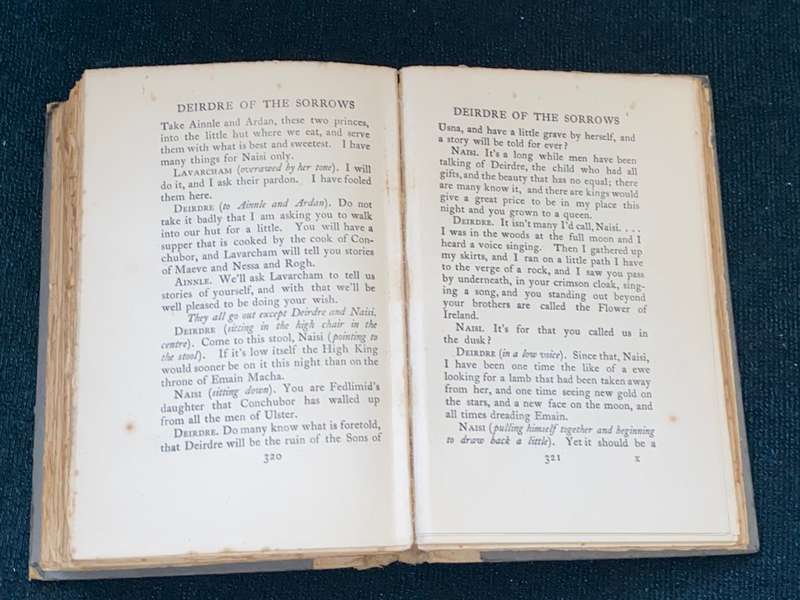 DEIRDRE OF THE SORROWS
Take Ainnle and Ardan, these two princes,
into the little hut where we eat, and serve
them with what is best and sweetest. I have
many things for Naisi only.
LAVARCHAM (overawed by her tone). I will
do it, and I ask their pardon. I have fooled
them here.
DEIRDRE (to Ainnle and Ardan). Do not
take it badly that I am asking you to walk
into our hut for a little. You will have a
supper that is cooked by the cook of Con-
chubor, and Lavarcham will tell you stories
of Maeve and Nessa and Rogh.
AINNLE. We'll ask Lavarcham to tell us
stories of yourself, and with that we'll be
well pleased to be doing your wish.
They all go out except Deirdre and Naisi.
DEIRDRE (sitting in the high chair in the
centre). Come to this stool, Naisi (pointing to
the stool). If it's low itself the High King
would sooner be on it this night than on the
throne of Emain Macha.
NAISI (sitting down). You are Fedlimid's
daughter that Conchubor has walled up
from all the men of Ulster.
DEIRDRE. Do many know what is foretold,
that Deirdre will be the ruin of the Sons of
320
DEIRDRE OF THE SORROWS
Usna, and have a little grave by herself, and
a story will be told for ever?
NAISI. It's a long while men have been
talking of Deirdre, the child who had all
gifts, and the beauty that has no equal; there
are many know it, and there are kings would
give a great price to be in my place this
night and you grown to a queen.
DEIRDRE. It isn't many I'd call, Naisi. . . .
I was in the woods at the full moon and I
heard a voice singing. Then I gathered up
my skirts, and I ran on a little path I have
to the verge of a rock, and I saw you pass
by underneath, in your crimson cloak, sing-
ing a song, and you standing out beyond
your brothers are called the Flower of
Ireland.
NAISI. It's for that you called us in
the dusk?
DEIRDRE (in a low voice). Since that, Naisi,
I have been one time the like of a ewe
looking for a lamb that had been taken away
from her, and one time seeing new gold on
the stars, and a new face on the moon, and
all times dreading Emain.
NAISI (pulling himself together and beginning
to draw back a little). Yet it should be a
321 X